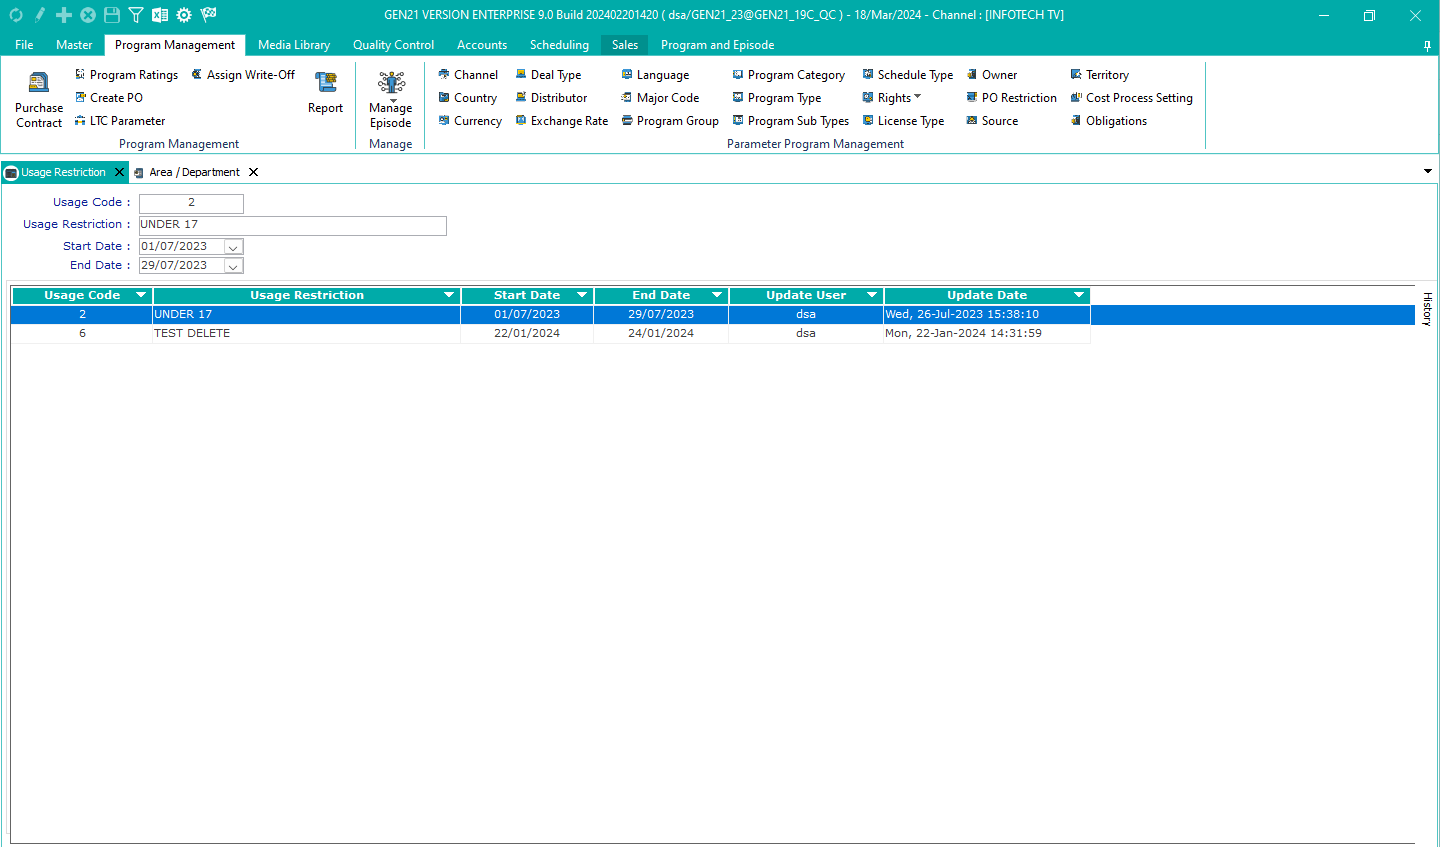 GEN21 VERSION ENTERPRISE 9.0 Build 202402201420 ( dsa/GEN21_23@GEN21_19C_QC ) - 18/Mar/2024 - Channel : [INFOTECH TV]
File Master Program Management Media Library Quality Control Accounts Scheduling Sales Program and Episode
Program Ratings Assign Write-Off Channel Deal Type Language Program Category Schedule Type Owner Territory
Purchase Contract Create PO Report Manage Episode Country Distributor Major Code Program Type Rights PO Restriction Cost Process Setting
LTC Parameter Currency Exchange Rate Program Group Program Sub Types License Type Source Obligations
Program Management Manage Parameter Program Management
Usage Restriction Area / Department
Usage Code : 2
Usage Restriction : UNDER 17
Start Date : 01/07/2023
End Date : 29/07/2023
Usage Code Usage Restriction Start Date End Date Update User Update Date
2 UNDER 17 01/07/2023 29/07/2023 dsa Wed, 26-Jul-2023 15:38:10
6 TEST DELETE 22/01/2024 24/01/2024 dsa Mon, 22-Jan-2024 14:31:59
History